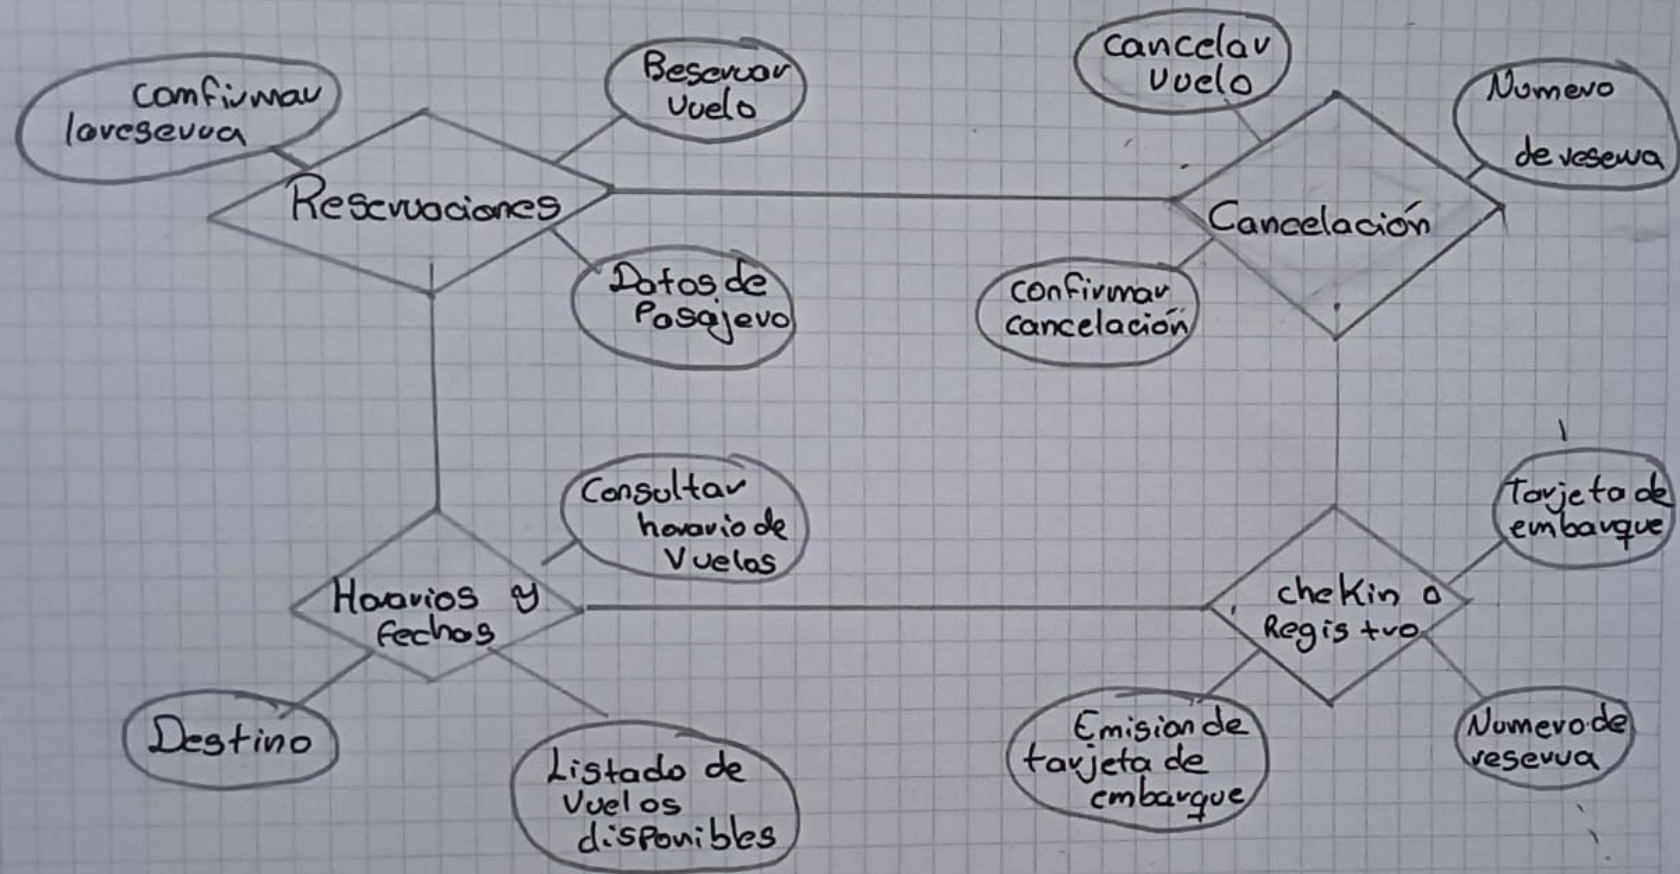 comfirmar
lareserva
Reservar
vuelo
Reservaciones
Datos de
Pasajero
cancelar
vuelo
Numero
de reserva
Cancelación
confirmar
cancelación
Consultar
horario de
Vuelos
Horarios y
fechas
Destino
Listado de
Vuelos
disponibles
Tarjeta de
embarque
cheKin o
Registro
Emision de
tarjeta de
embarque
Numero de
reserva